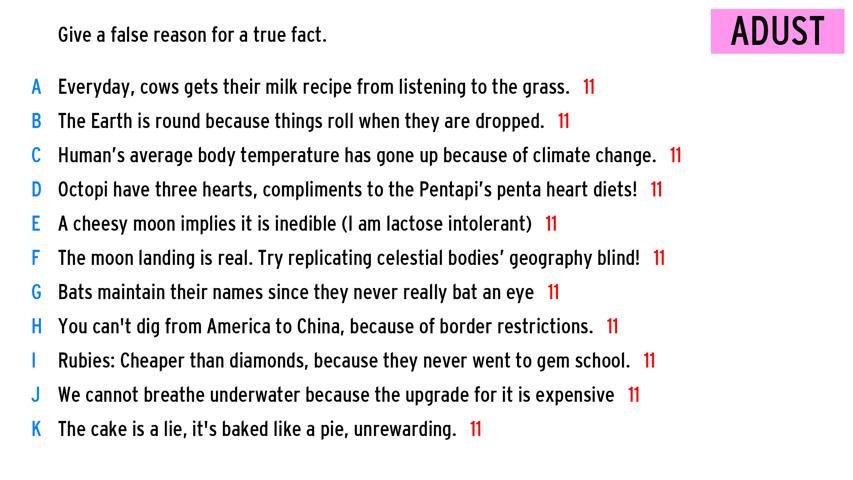 Give a false reason for a true fact.
ADUST
A Everyday, cows gets their milk recipe from listening to the grass. 11
B The Earth is round because things roll when they are dropped. 11
C Human's average body temperature has gone up because of climate change. 11
D Octopi have three hearts, compliments to the Pentapi's penta heart diets! 11
E A cheesy moon implies it is inedible (I am lactose intolerant) 11
F The moon landing is real. Try replicating celestial bodies' geography blind! 11
G Bats maintain their names since they never really bat an eye 11
H You can't dig from America to China, because of border restrictions. 11
I Rubies: Cheaper than diamonds, because they never went to gem school. 11
J We cannot breathe underwater because the upgrade for it is expensive 11
K The cake is a lie, it's baked like a pie, unrewarding. 11